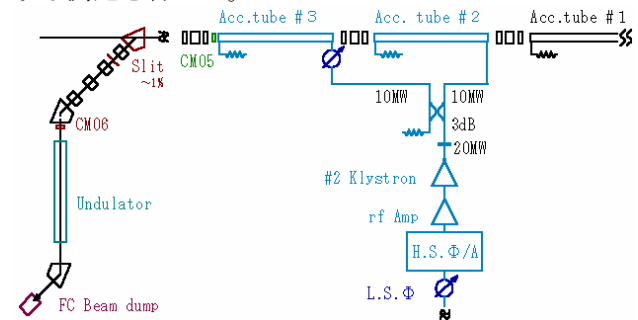 Acc.tube #3
Acc. tube #2
Acc.tube #1
Slit
~1%
CM05
10MW
10MW
CM06
3dB
20MW
#2 Klystron
Undulator
rf Amp
H.S.Φ/A
L.S.Φ
FC Beam dump